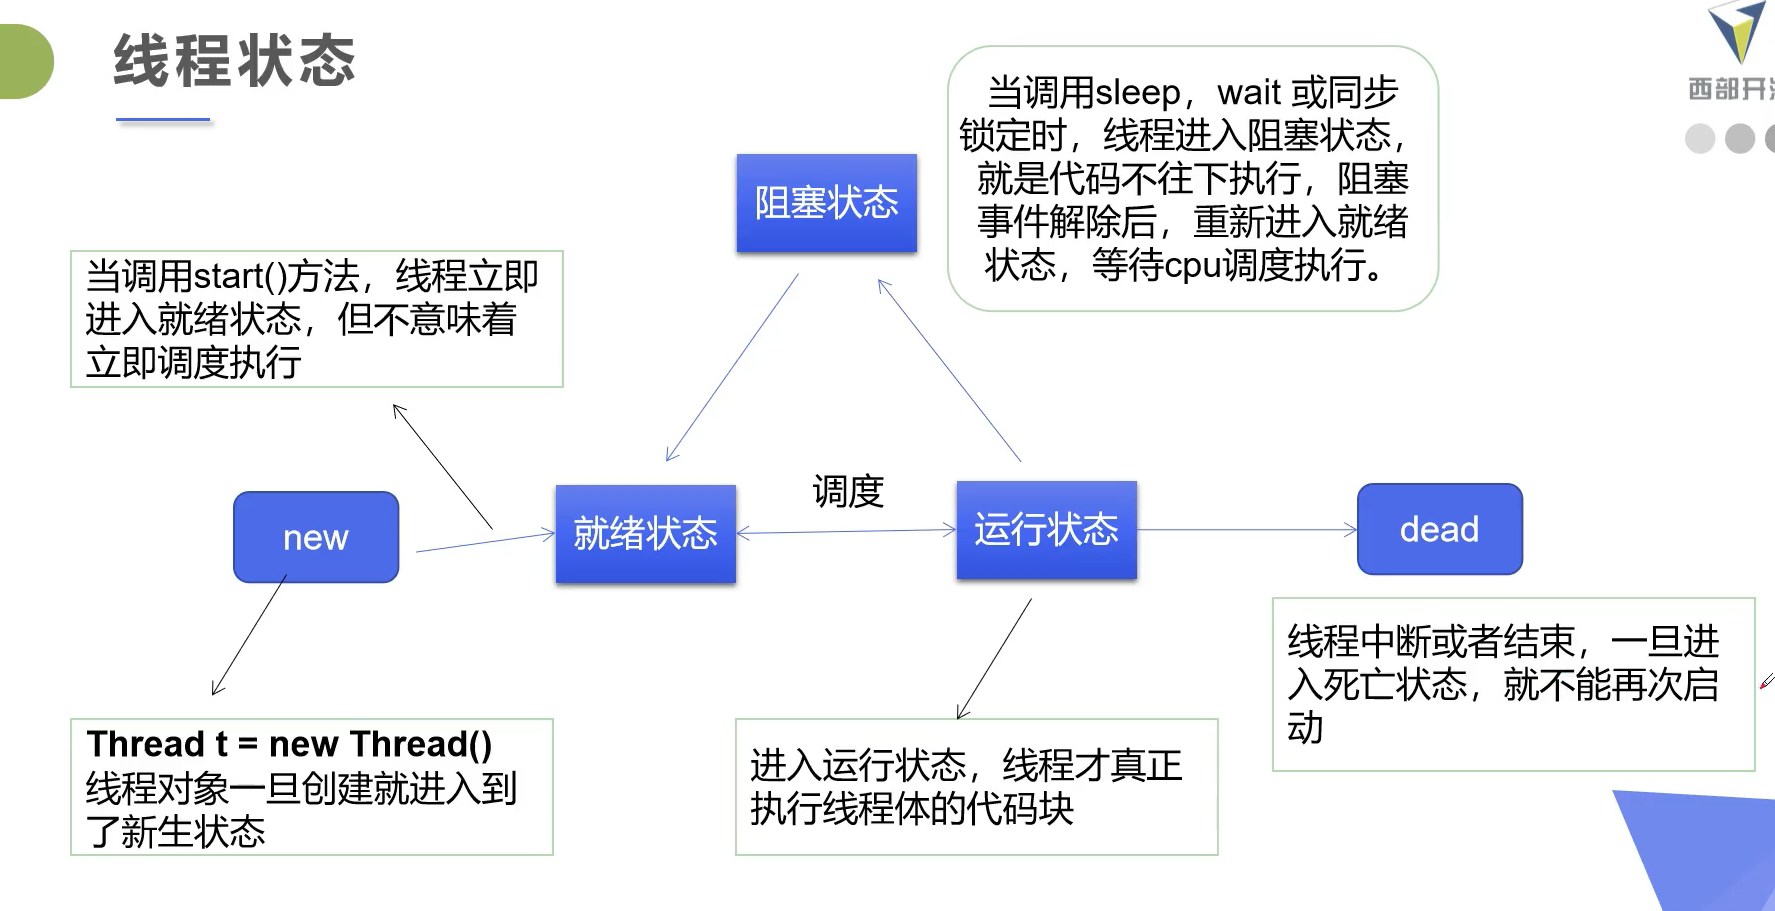 线程状态
西部开
当调用sleep，wait 或同步
锁定时，线程进入阻塞状态，
就是代码不往下执行，阻塞
事件解除后，重新进入就绪
状态，等待cpu调度执行。
阻塞状态
当调用start()方法，线程立即
进入就绪状态，但不意味着
立即调度执行
调度
new
就绪状态
运行状态
dead
线程中断或者结束，一旦进
入死亡状态，就不能再次启
动
Thread t = new Thread()
线程对象一旦创建就进入到
了新生状态
进入运行状态，线程才真正
执行线程体的代码块